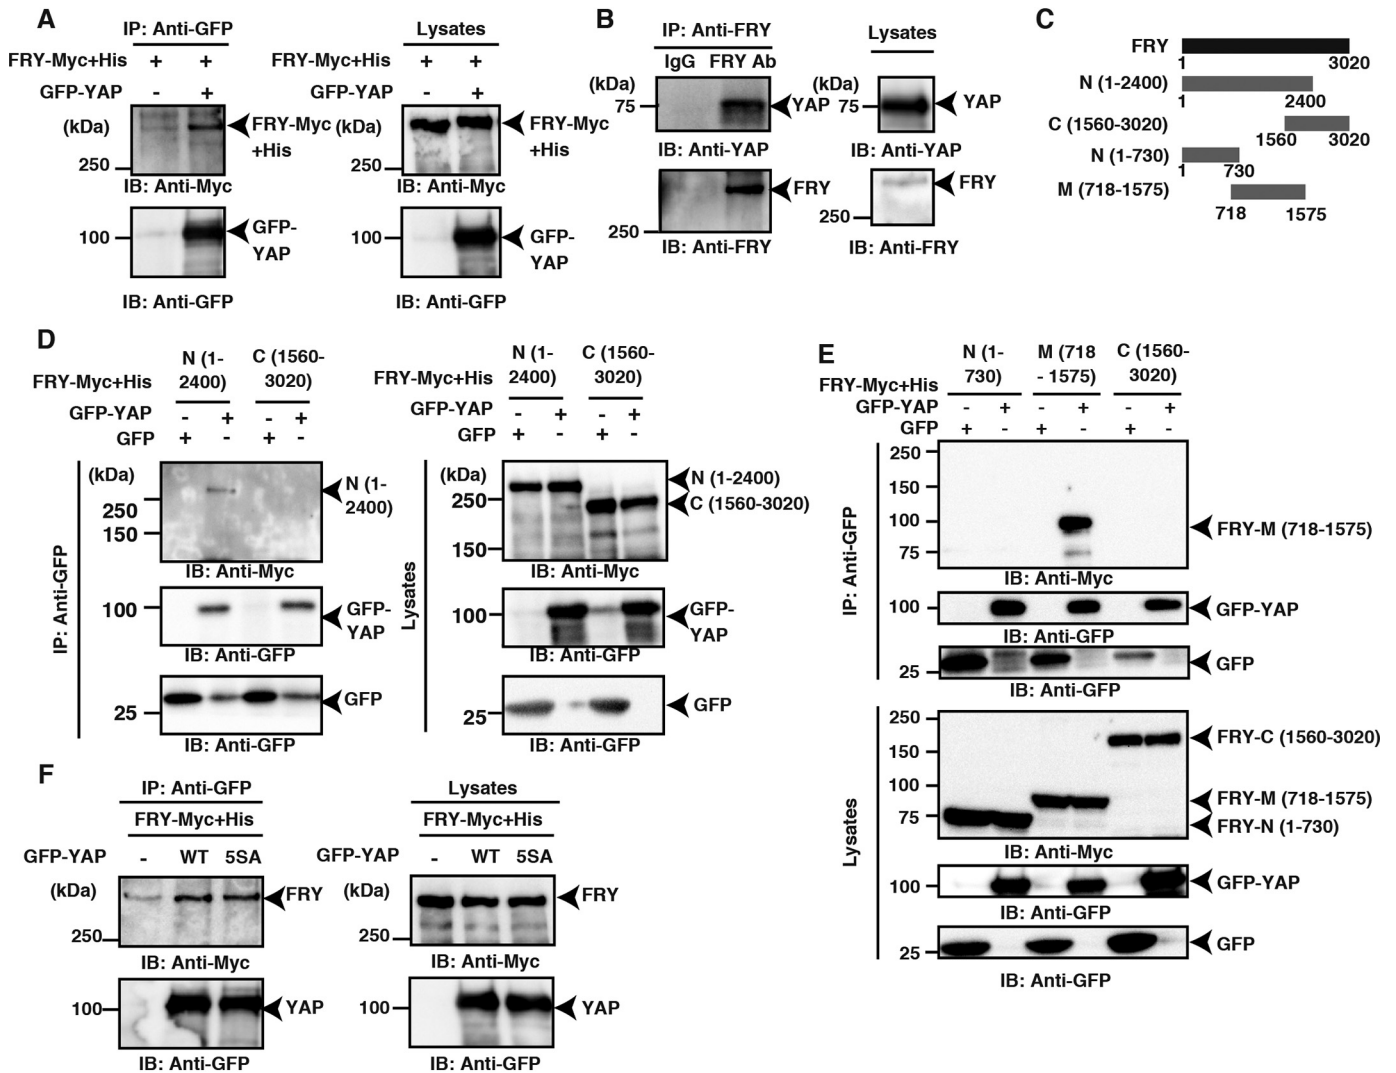 A
IP: Anti-GFP
Lysates
FRY-Myc+His + +
FRY-Myc+His + +
GFP-YAP - +
GFP-YAP - +
(kDa)
FRY-Myc
+His
(kDa)
FRY-Myc
+His
250
250
IB: Anti-Myc
IB: Anti-Myc
100
GFP-
YAP
100
GFP-
YAP
IB: Anti-GFP
IB: Anti-GFP
B
IP: Anti-FRY
Lysates
IgG FRY Ab
(kDa)
(kDa)
75
YAP
75
YAP
IB: Anti-YAP
IB: Anti-YAP
FRY
FRY
250
250
IB: Anti-FRY
IB: Anti-FRY
C
FRY
1 3020
N (1-2400)
1 2400
C (1560-3020)
1560 3020
N (1-730)
1 730
M (718-1575)
718 1575
D
N (1-
2400)
C (1560-
3020)
FRY-Myc+His
GFP-YAP - + - +
GFP + - + -
N (1-
2400)
C (1560-
3020)
FRY-Myc+His
GFP-YAP - + - +
GFP + - + -
IP: Anti-GFP
(kDa)
N (1-
2400)
250
150
IB: Anti-Myc
100
GFP-
YAP
IB: Anti-GFP
GFP
25
IB: Anti-GFP
Lysates
(kDa)
N (1-2400)
250
C (1560-3020)
150
IB: Anti-Myc
100
GFP-
YAP
IB: Anti-GFP
GFP
25
IB: Anti-GFP
E
N (1-
730)
M (718
- 1575)
C (1560-
3020)
FRY-Myc+His
GFP-YAP - + - + - +
GFP + - + - + -
IP: Anti-GFP
250
150
100
FRY-M (718-1575)
75
IB: Anti-Myc
100
GFP-YAP
IB: Anti-GFP
GFP
25
IB: Anti-GFP
Lysates
250
FRY-C (1560-3020)
150
100
FRY-M (718-1575)
75
FRY-N (1-730)
IB: Anti-Myc
100
GFP-YAP
IB: Anti-GFP
GFP
25
IB: Anti-GFP
F
IP: Anti-GFP
Lysates
FRY-Myc+His
FRY-Myc+His
GFP-YAP - WT 5SA
GFP-YAP - WT 5SA
(kDa)
FRY
(kDa)
FRY
250
250
IB: Anti-Myc
IB: Anti-Myc
100
YAP
100
YAP
IB: Anti-GFP
IB: Anti-GFP